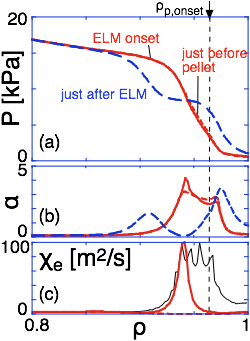 ρp,onset
20
P [kPa]
10
0
ELM onset
just before
pellet
just after ELM
(a)
5
α
0
(b)
100
χe [m²/s]
0
(c)
0.8
ρ
1